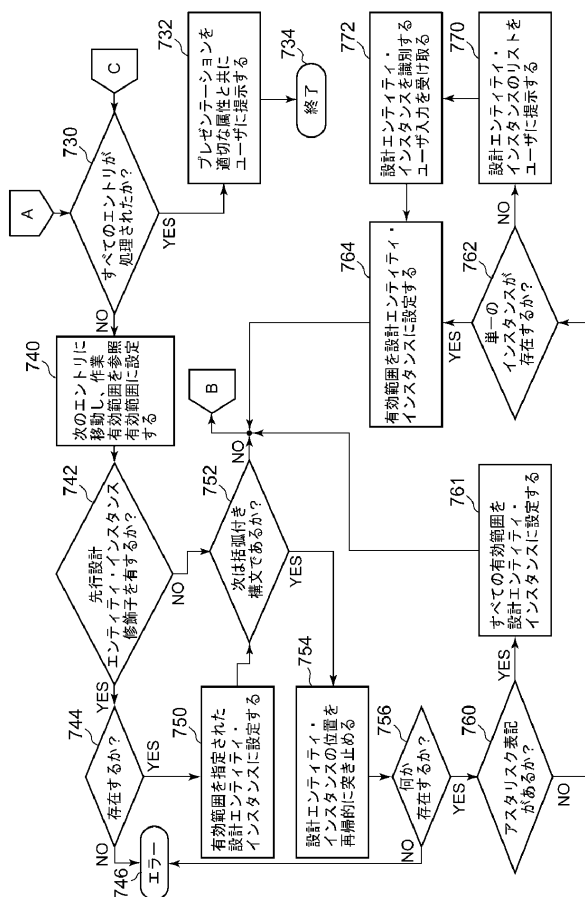 A
C
730
すべてのエントリが
処理されたか？
YES
NO
732
プレゼンテーションを
適切な属性と共に
ユーザに提示する
734
終了
740
次のエントリに
移動し、作業
有効範囲を参照
有効範囲に設定
する
742
先行設計
エンティティ・インスタンス
修飾子を有するか？
YES
NO
744
存在するか？
NO
YES
746
エラー
750
有効範囲を指定された
設計エンティティ・
インスタンスに設定する
752
次は括弧付き
構文であるか？
NO
YES
B
754
設計エンティティ・
インスタンスの位置を
再帰的に突き止める
756
何か
存在するか？
NO
YES
760
アスタリスク表記
があるか？
YES
NO
761
すべての有効範囲を
設計エンティティ・
インスタンスに設定する
762
単一の
インスタンスが
存在するか？
YES
NO
764
有効範囲を設計エンティティ・
インスタンスに設定する
770
設計エンティティ・
インスタンスのリストを
ユーザに提示する
772
設計エンティティ・
インスタンスを識別する
ユーザ入力を受け取る